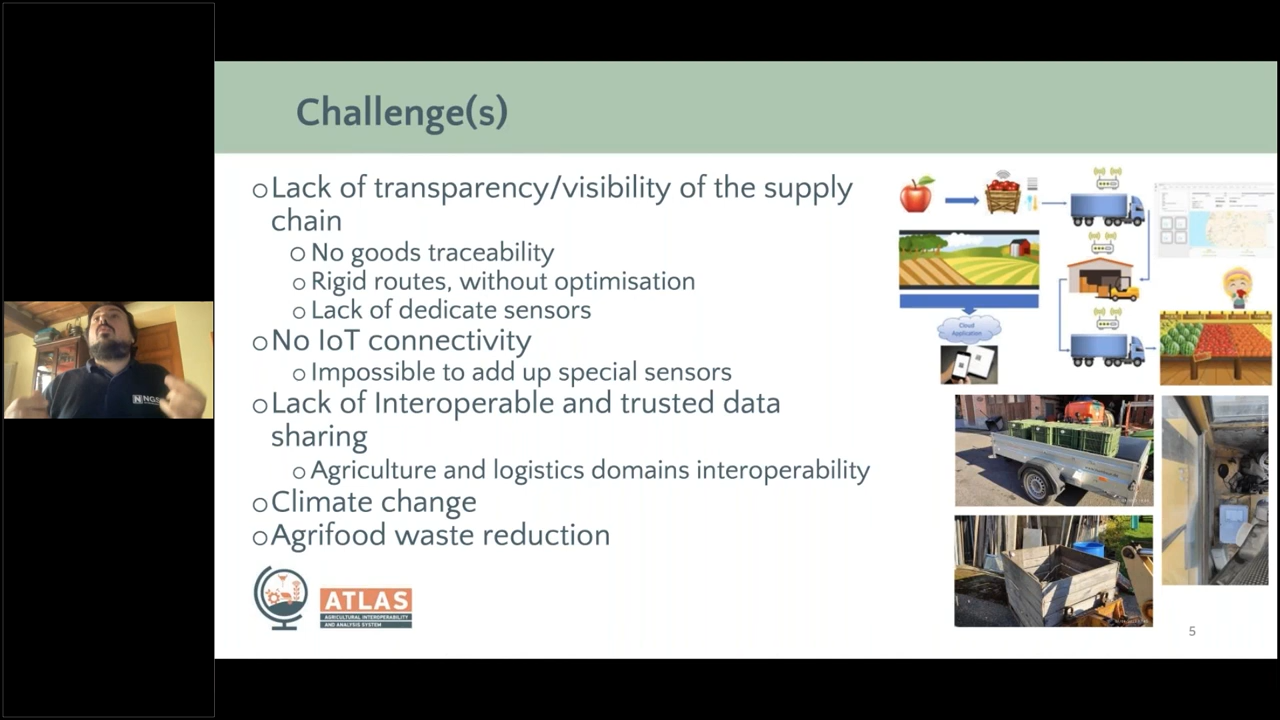 Challenge(s)
○Lack of transparency/visibility of the supply
chain
○ No goods traceability
○ Rigid routes, without optimisation
○ Lack of dedicate sensors
○No IoT connectivity
○ Impossible to add up special sensors
○Lack of Interoperable and trusted data
sharing
○ Agriculture and logistics domains interoperability
○Climate change
○Agrifood waste reduction
Cloud
Application
ATLAS
AGRICULTURAL INTEROPERABILITY
AND ANALYSIS SYSTEM
5